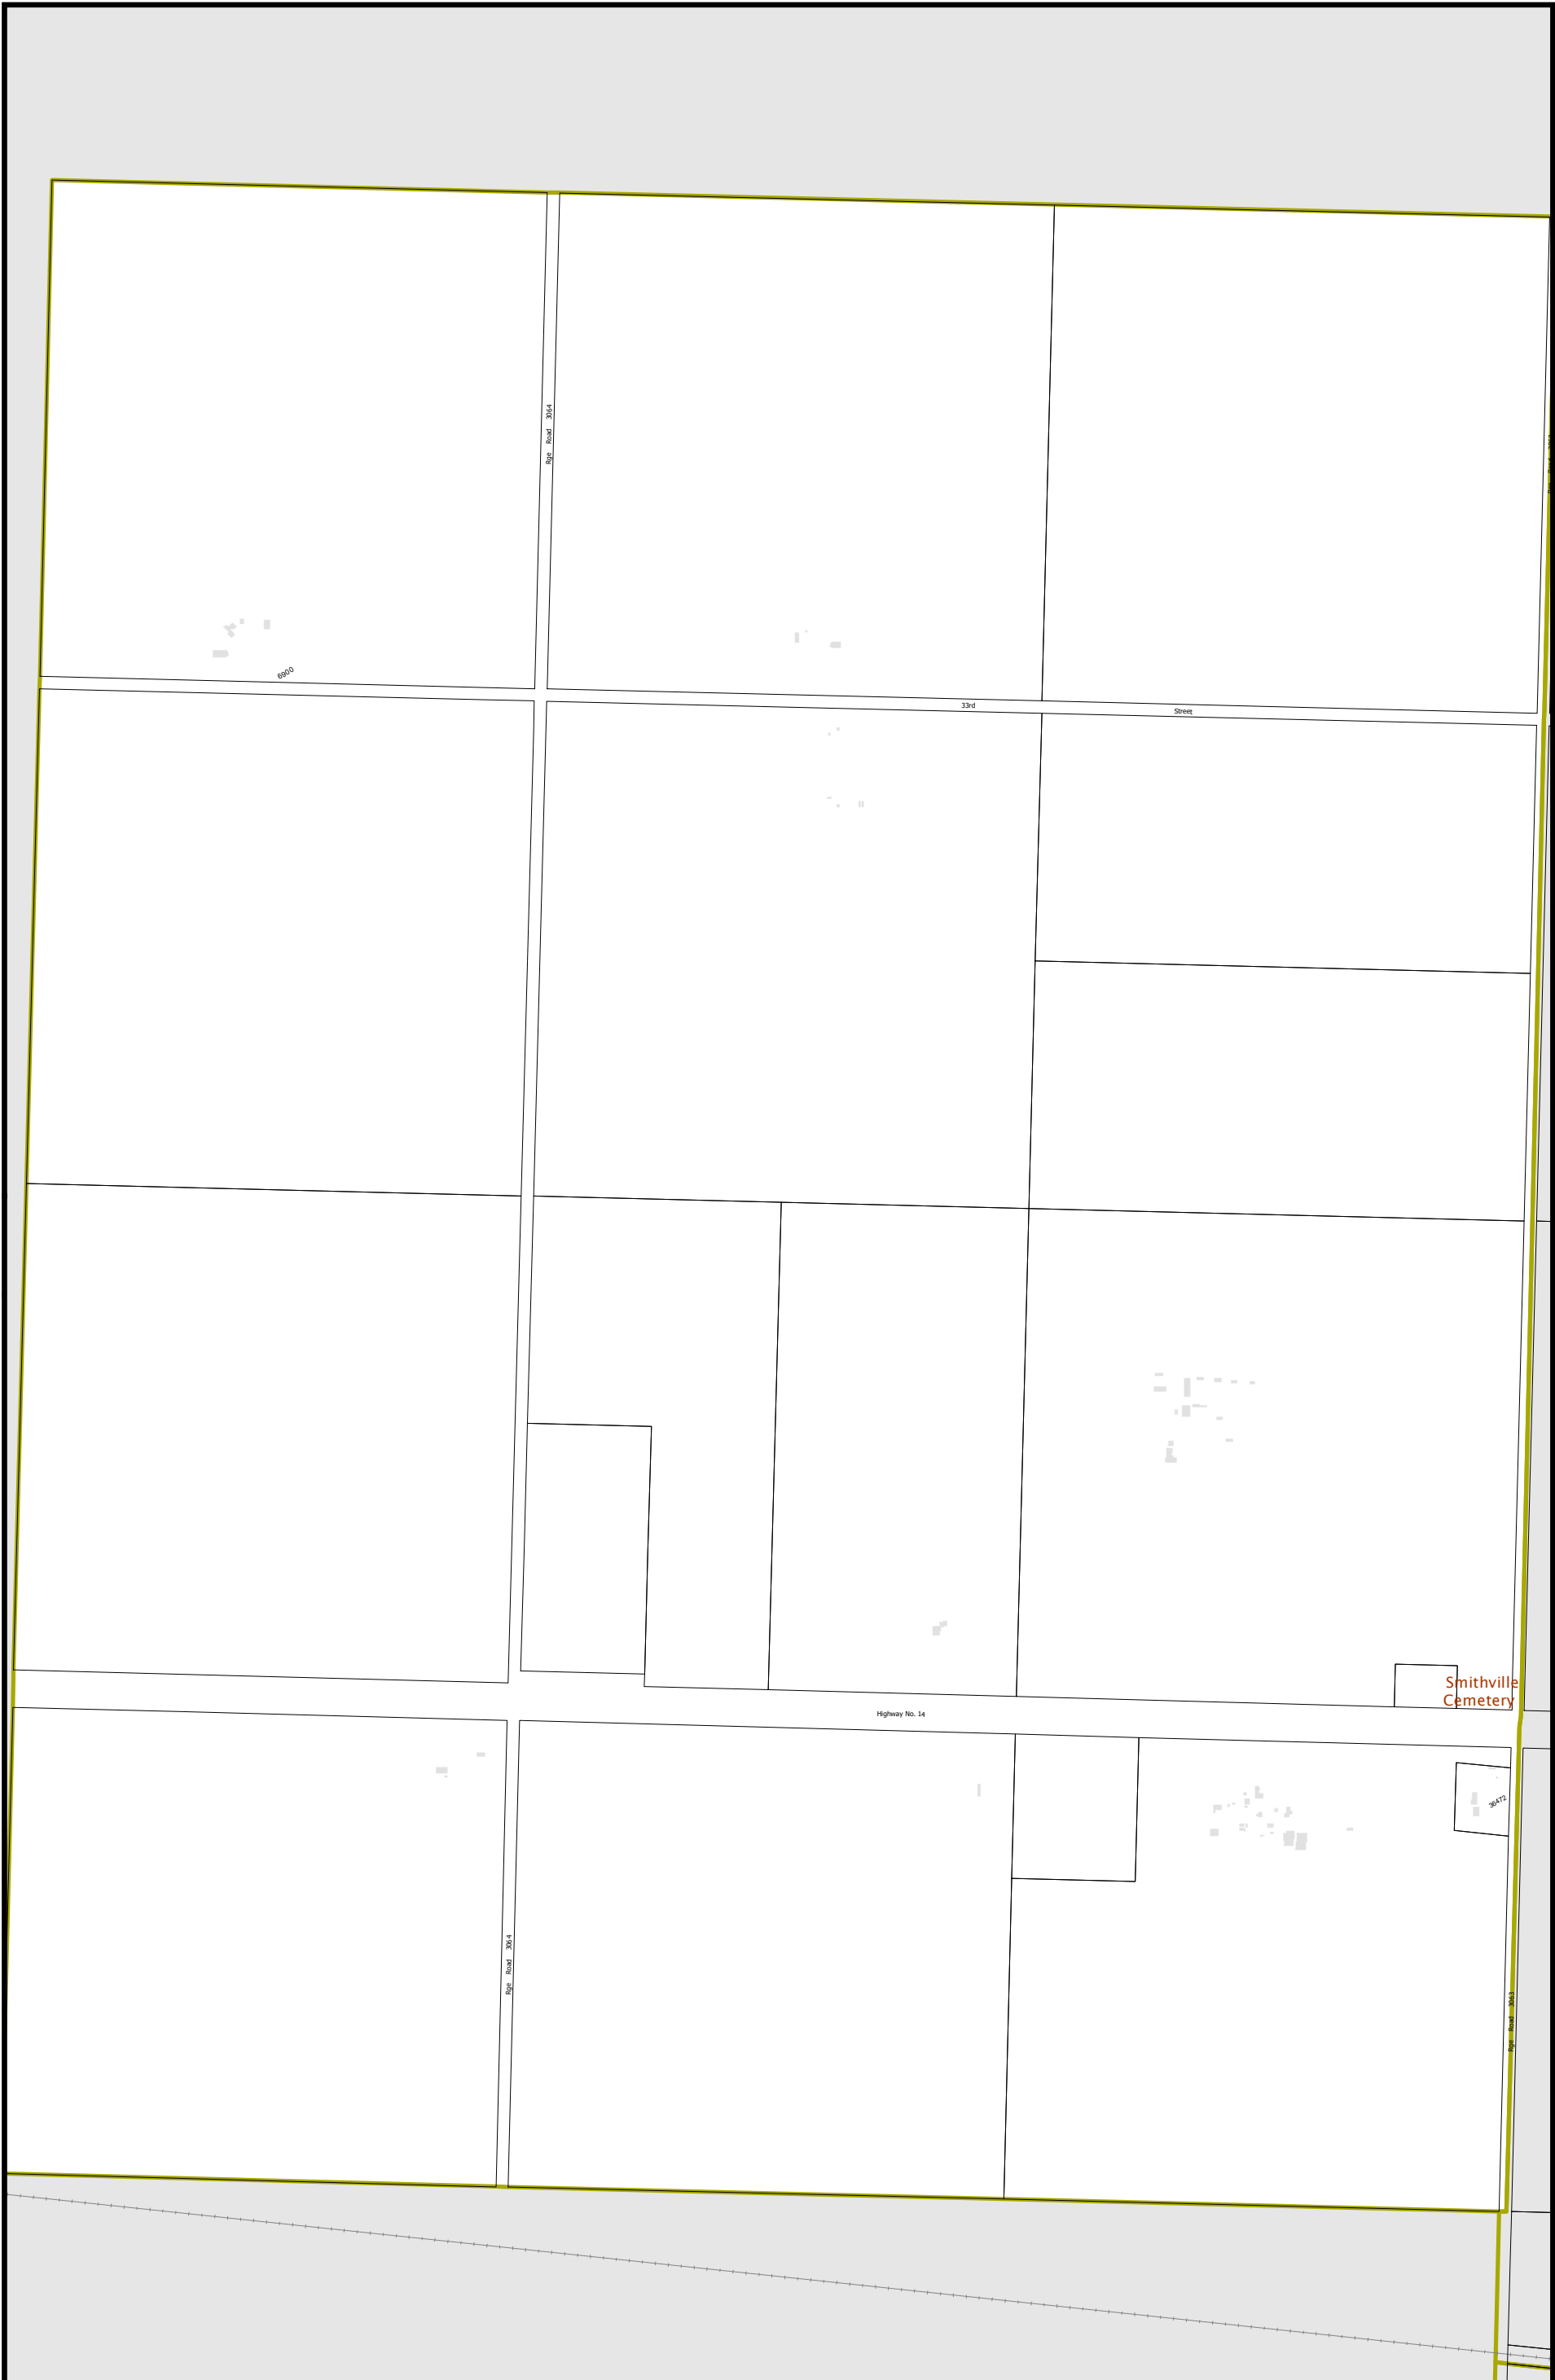 Rge Road 3064
6900
33rd Street
Smithville
Cemetery
Highway No. 14
36472
Rge Road 3064
Rge Road 3063